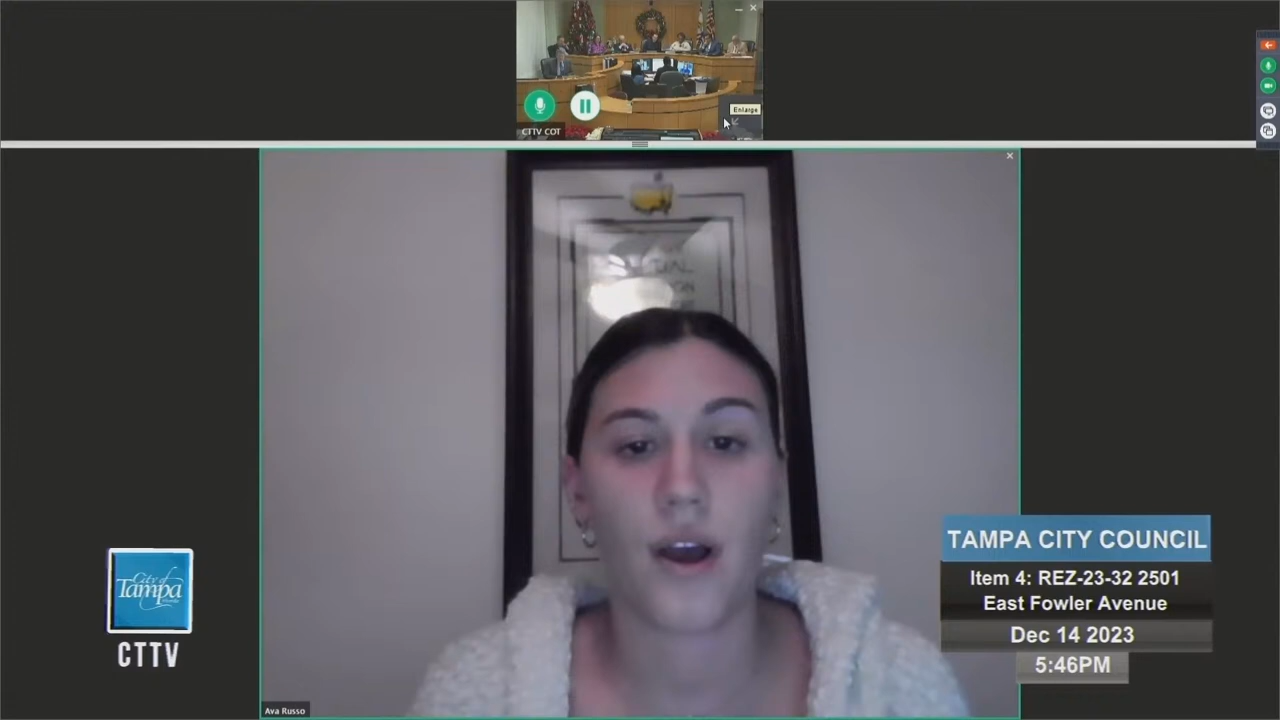 Enlarge
CTTV COT
TAMPA CITY COUNCIL
Item 4: REZ-23-32 2501
East Fowler Avenue
Dec 14 2023
5:46PM
City of
Tampa
CTTV
Ava Russo